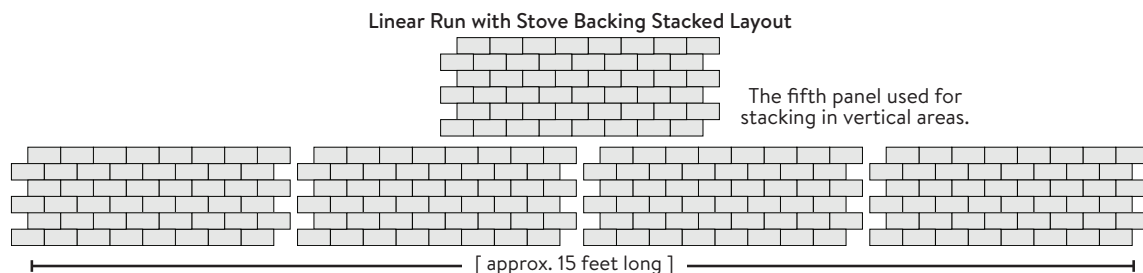 Linear Run with Stove Backing Stacked Layout
The fifth panel used for
stacking in vertical areas.
[ approx. 15 feet long ]